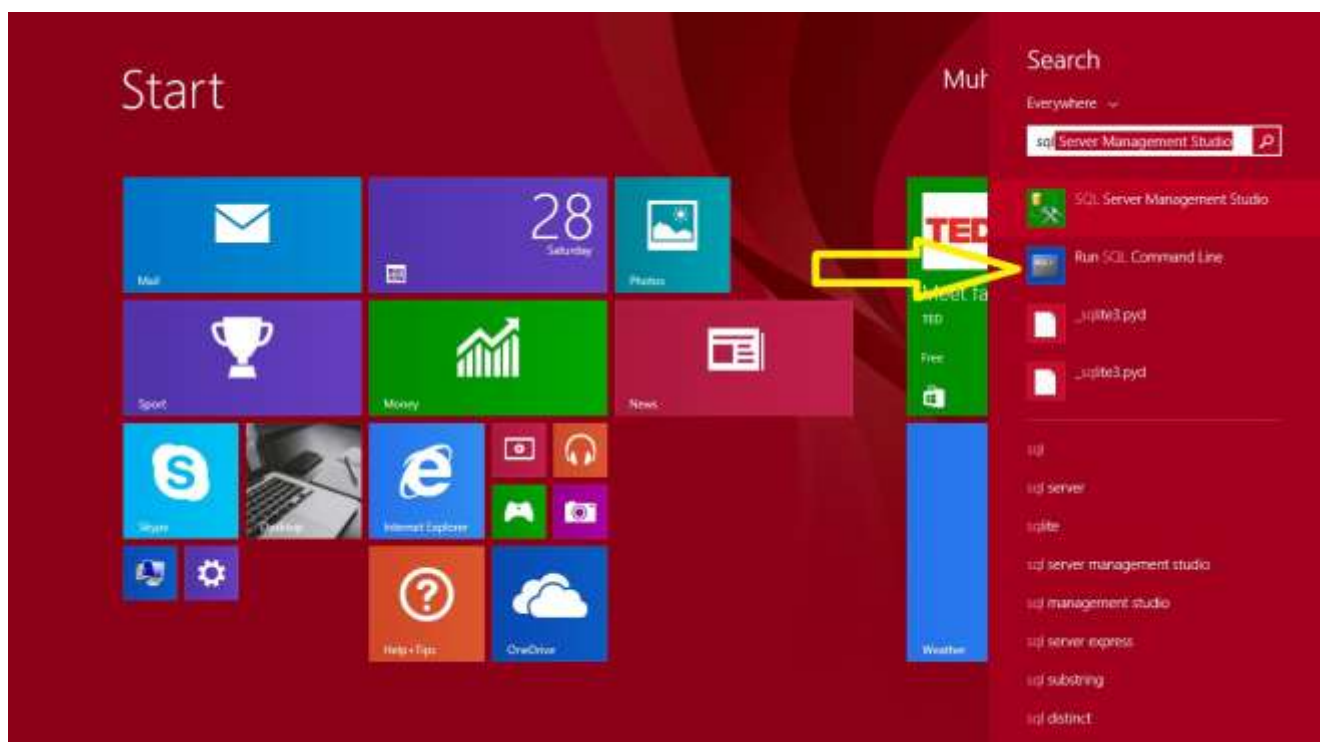 Start
Muh
Search
Everywhere
sql Server Management Studio
SQL Server Management Studio
Run SQL Command Line
_sqlite3.pyd
_sqlite3.pyd
sql
sql server
sqlite
sql server management studio
sql management studio
sql server express
sql substring
sql distinct
Mail
28
Saturday
Photos
TED
Meet fa
TED
Free
Sport
Money
News
Skype
Desktop
Internet Explorer
Help+Tips
OneDrive
Weather